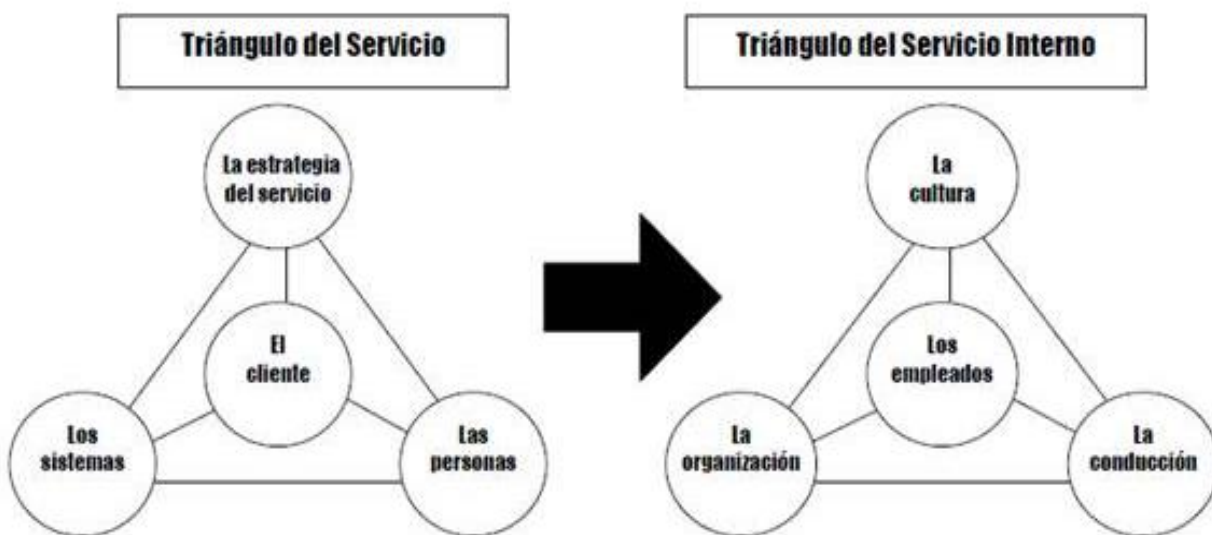 Triángulo del Servicio
La estrategia
del servicio
El
cliente
Los
sistemas
Las
personas
Triángulo del Servicio Interno
La
cultura
Los
empleados
La
organización
La
conducción